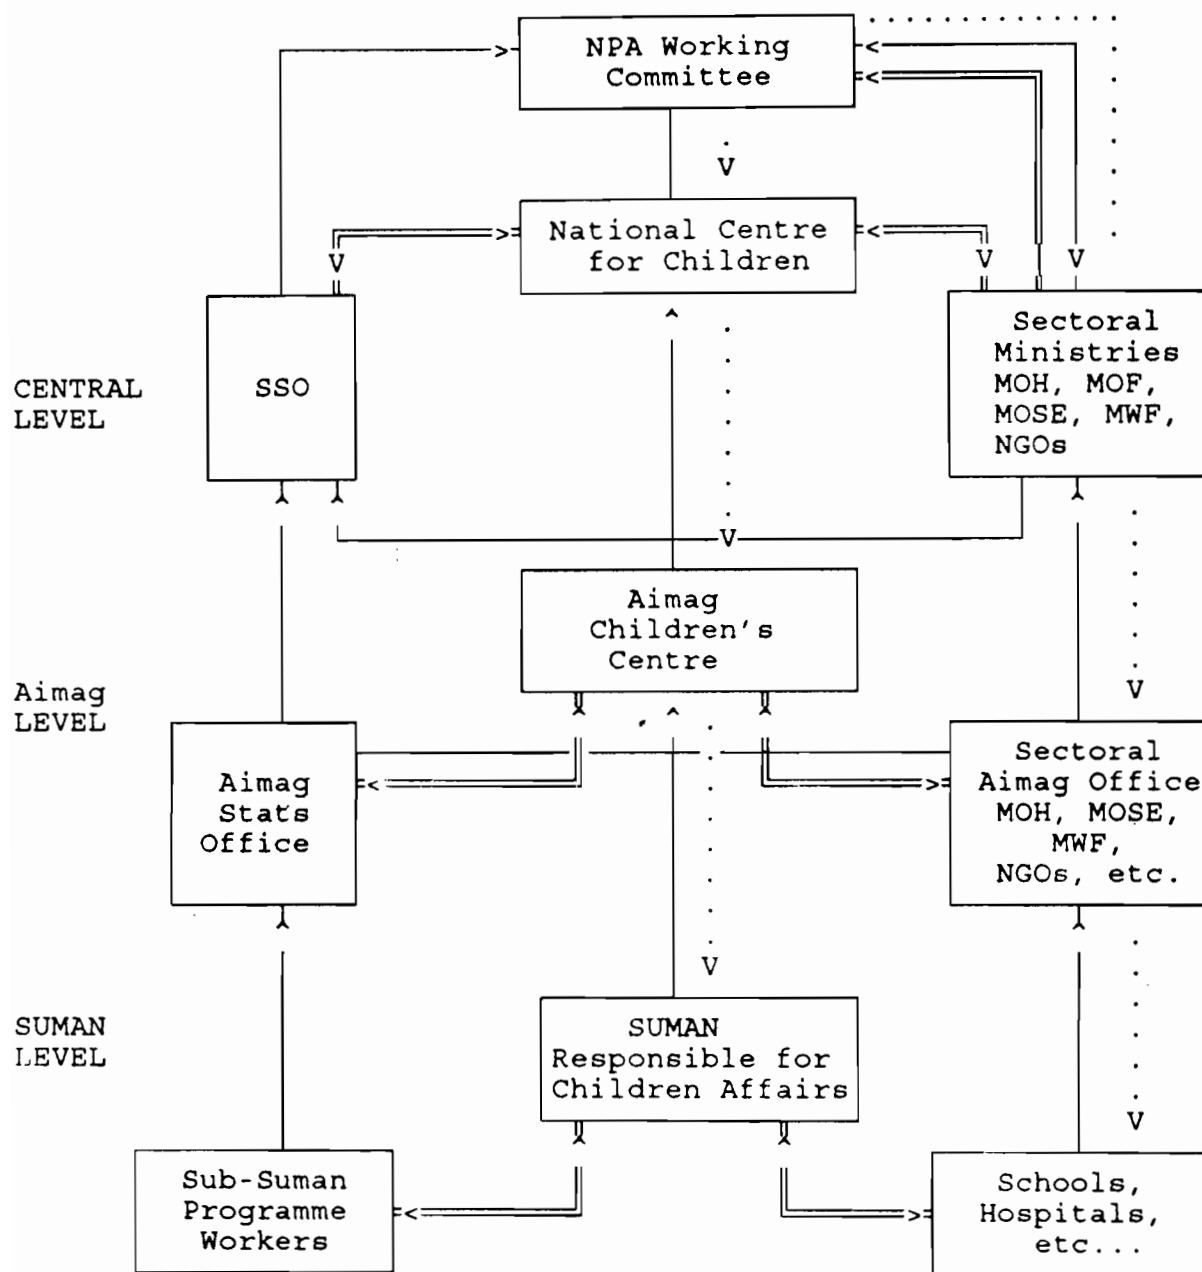 NPA Working
Committee
National Centre
for Children
CENTRAL
LEVEL
SSO
Sectoral
Ministries
MOH, MOF,
MOSE, MWF,
NGOs
Aimag
Children's
Centre
Aimag
LEVEL
Aimag
Stats
Office
Sectoral
Aimag Office
MOH, MOSE,
MWF,
NGOs, etc.
SUMAN
LEVEL
SUMAN
Responsible for
Children Affairs
Sub-Suman
Programme
Workers
Schools,
Hospitals,
etc...